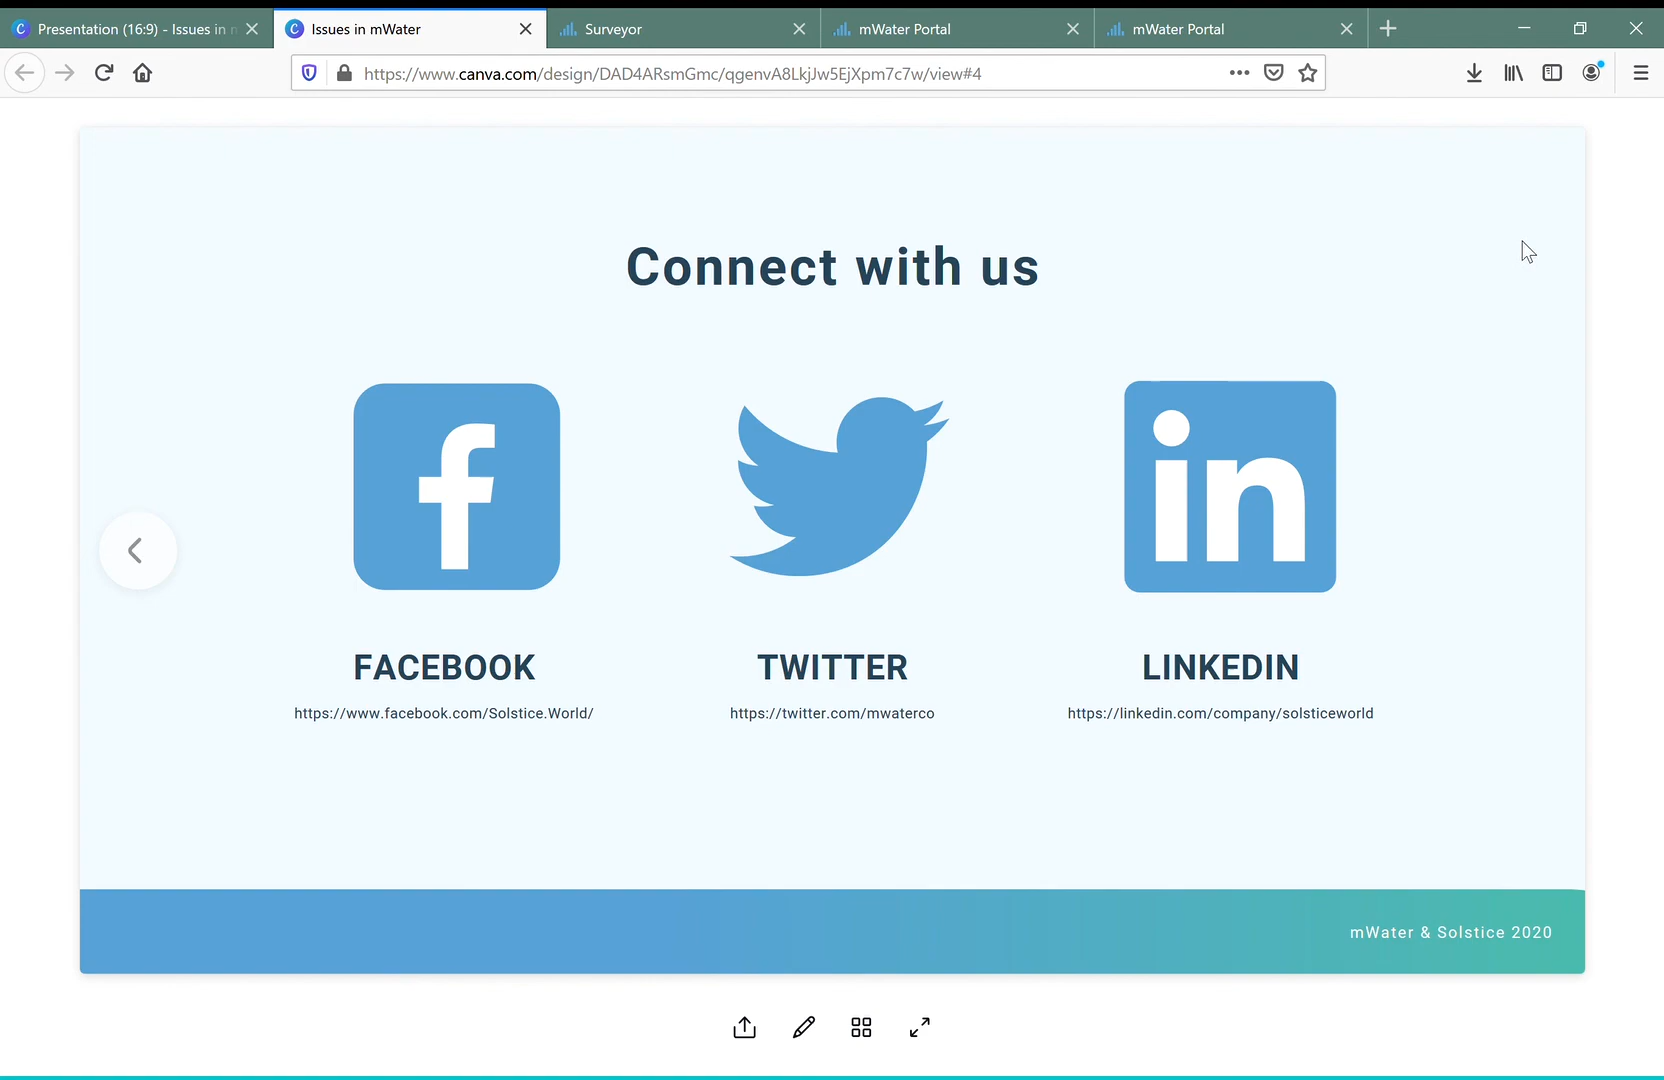 Presentation (16:9) - Issues in
Issues in mWater
Surveyor
mWater Portal
mWater Portal
https://www.canva.com/design/DAD4ARsmGmc/qgenvA8LkjJw5EjXpm7c7w/view#4
Connect with us
FACEBOOK
TWITTER
LINKEDIN
https://www.facebook.com/Solstice.World/
https://twitter.com/mwaterco
https://linkedin.com/company/solsticeworld
mWater & Solstice 2020